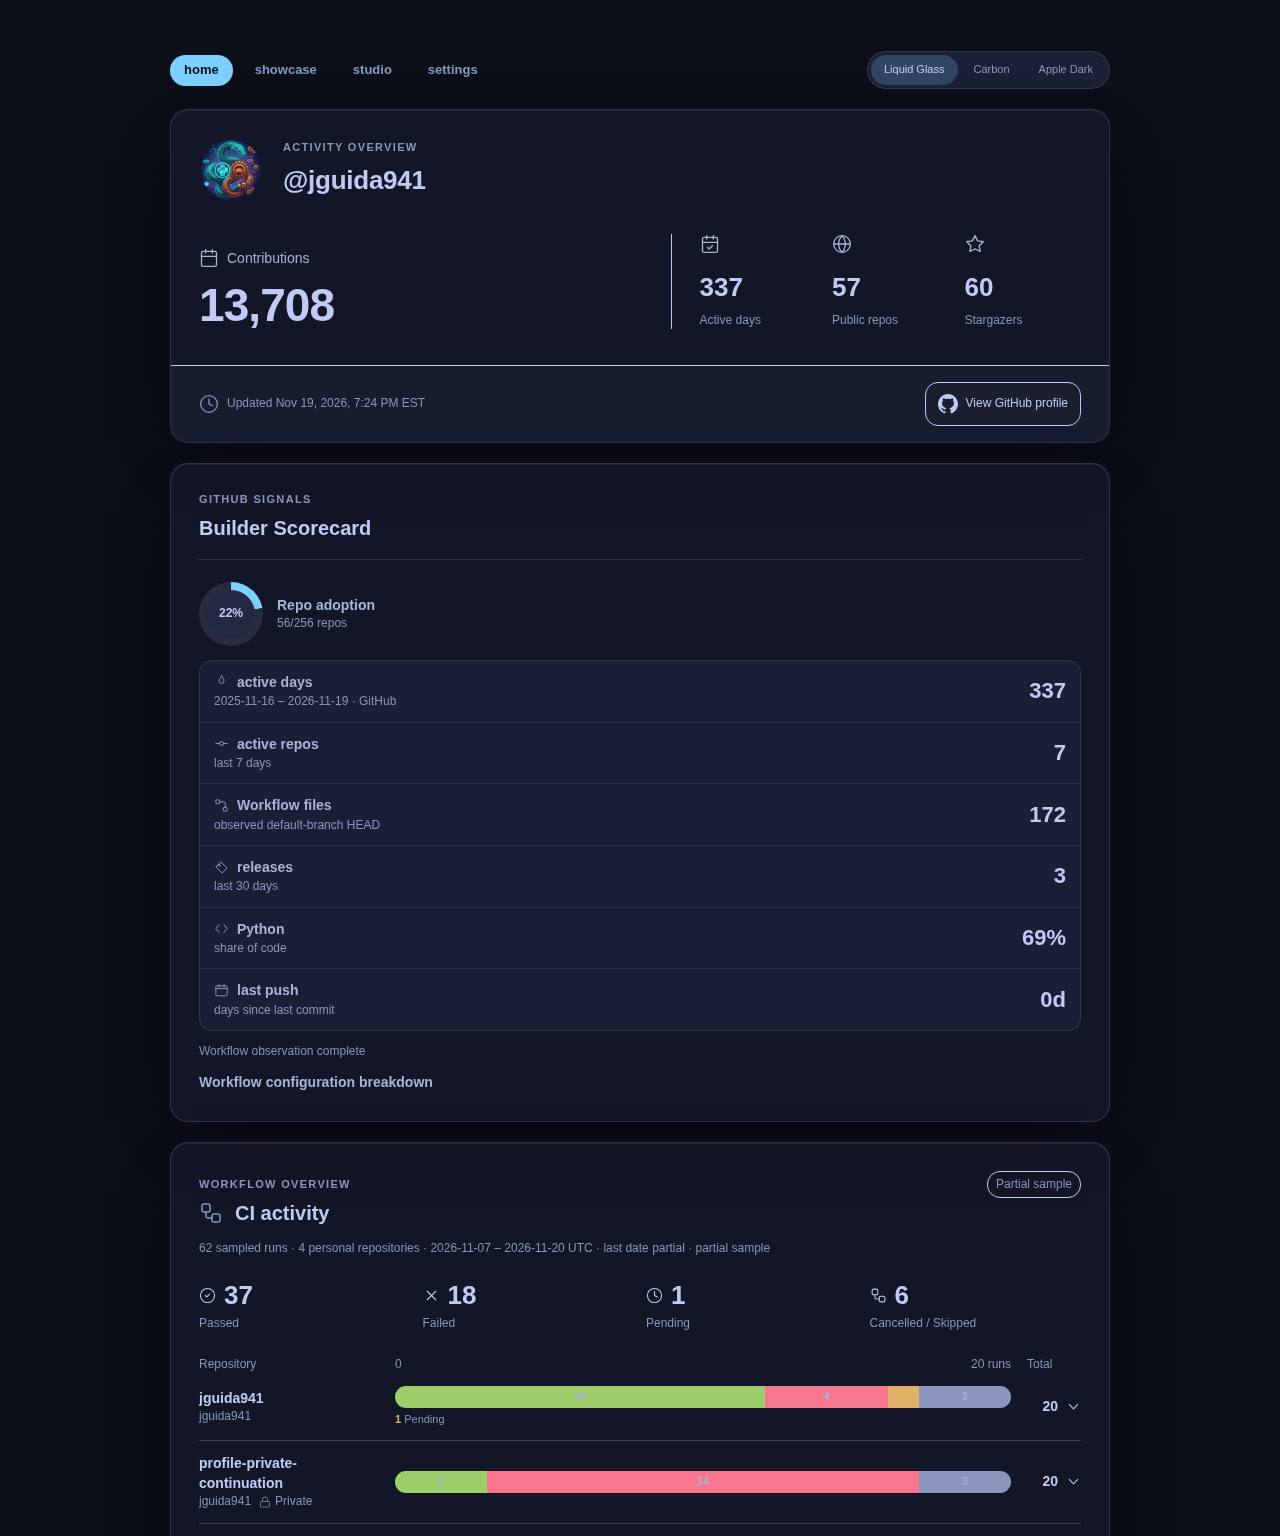 home showcase studio settings Liquid Glass Carbon Apple Dark
ACTIVITY OVERVIEW
@jguida941
Contributions
13,708
337 57 60
Active days Public repos Stargazers
Updated Nov 19, 2026, 7:24 PM EST View GitHub profile
GITHUB SIGNALS
Builder Scorecard
22%
Repo adoption
56/256 repos
active days 337
2025-11-16 – 2026-11-19 · GitHub
active repos 7
last 7 days
Workflow files 172
observed default-branch HEAD
releases 3
last 30 days
Python 69%
share of code
last push 0d
days since last commit
Workflow observation complete
Workflow configuration breakdown
WORKFLOW OVERVIEW Partial sample
CI activity
62 sampled runs · 4 personal repositories · 2026-11-07 – 2026-11-20 UTC · last date partial · partial sample
37 18 1 6
Passed Failed Pending Cancelled / Skipped
Repository 0 20 runs Total
jguida941 4 3 20
jguida941 1 Pending
profile-private-
continuation 14 3 20
jguida941 Private